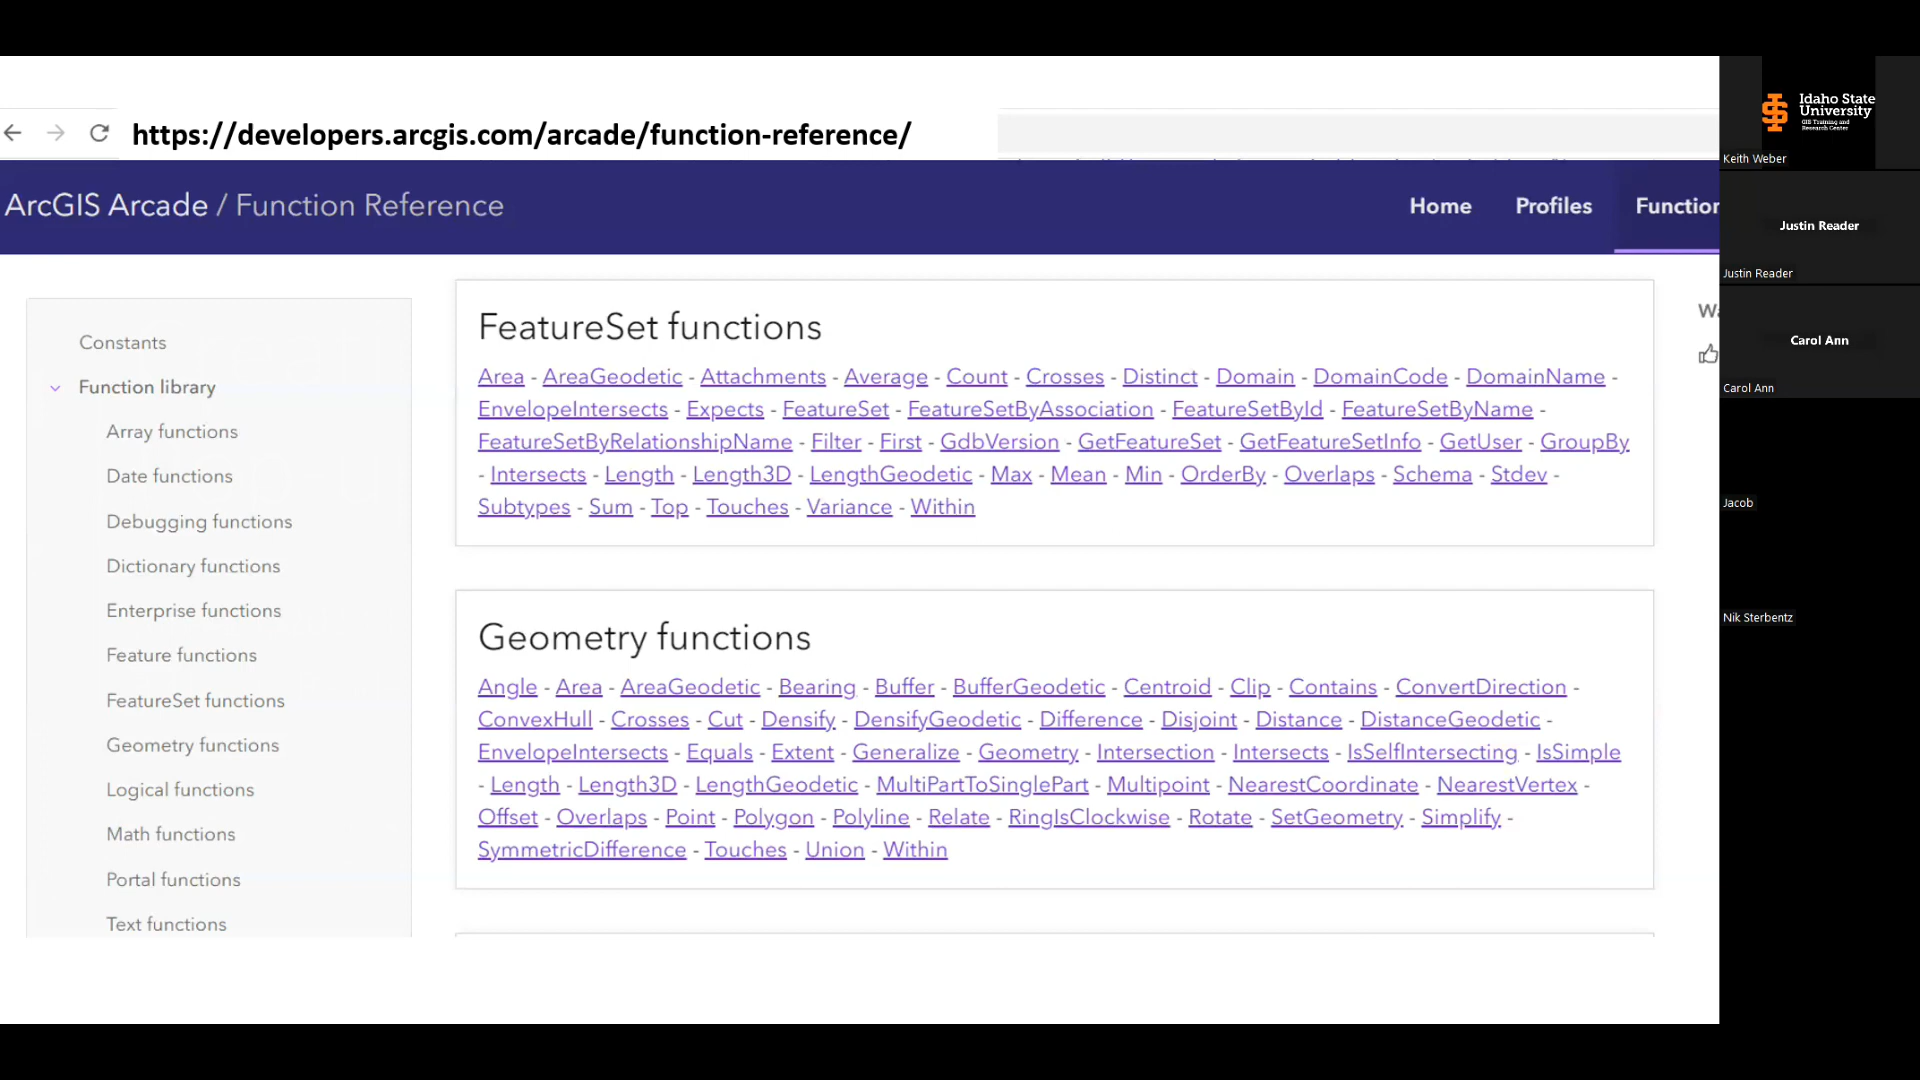 https://developers.arcgis.com/arcade/function-reference/
ArcGIS Arcade / Function Reference
Home Profiles Function
Constants
Function library
Array functions
Date functions
Debugging functions
Dictionary functions
Enterprise functions
Feature functions
FeatureSet functions
Geometry functions
Logical functions
Math functions
Portal functions
Text functions
FeatureSet functions
Area - AreaGeodetic - Attachments - Average - Count - Crosses - Distinct - Domain - DomainCode - DomainName -
EnvelopeIntersects - Expects - FeatureSet - FeatureSetByAssociation - FeatureSetById - FeatureSetByName -
FeatureSetByRelationshipName - Filter - First - GdbVersion - GetFeatureSet - GetFeatureSetInfo - GetUser - GroupBy
- Intersects - Length - Length3D - LengthGeodetic - Max - Mean - Min - OrderBy - Overlaps - Schema - Stdev -
Subtypes - Sum - Top - Touches - Variance - Within
Geometry functions
Angle - Area - AreaGeodetic - Bearing - Buffer - BufferGeodetic - Centroid - Clip - Contains - ConvertDirection -
ConvexHull - Crosses - Cut - Densify - DensifyGeodetic - Difference - Disjoint - Distance - DistanceGeodetic -
EnvelopeIntersects - Equals - Extent - Generalize - Geometry - Intersection - Intersects - IsSelfIntersecting - IsSimple
- Length - Length3D - LengthGeodetic - MultiPartToSinglePart - Multipoint - NearestCoordinate - NearestVertex -
Offset - Overlaps - Point - Polygon - Polyline - Relate - RingIsClockwise - Rotate - SetGeometry - Simplify -
SymmetricDifference - Touches - Union - Within
Idaho State
University
GIS Training and
Research Center
Keith Weber
Justin Reader
Justin Reader
Carol Ann
Carol Ann
Jacob
Nik Sterbentz